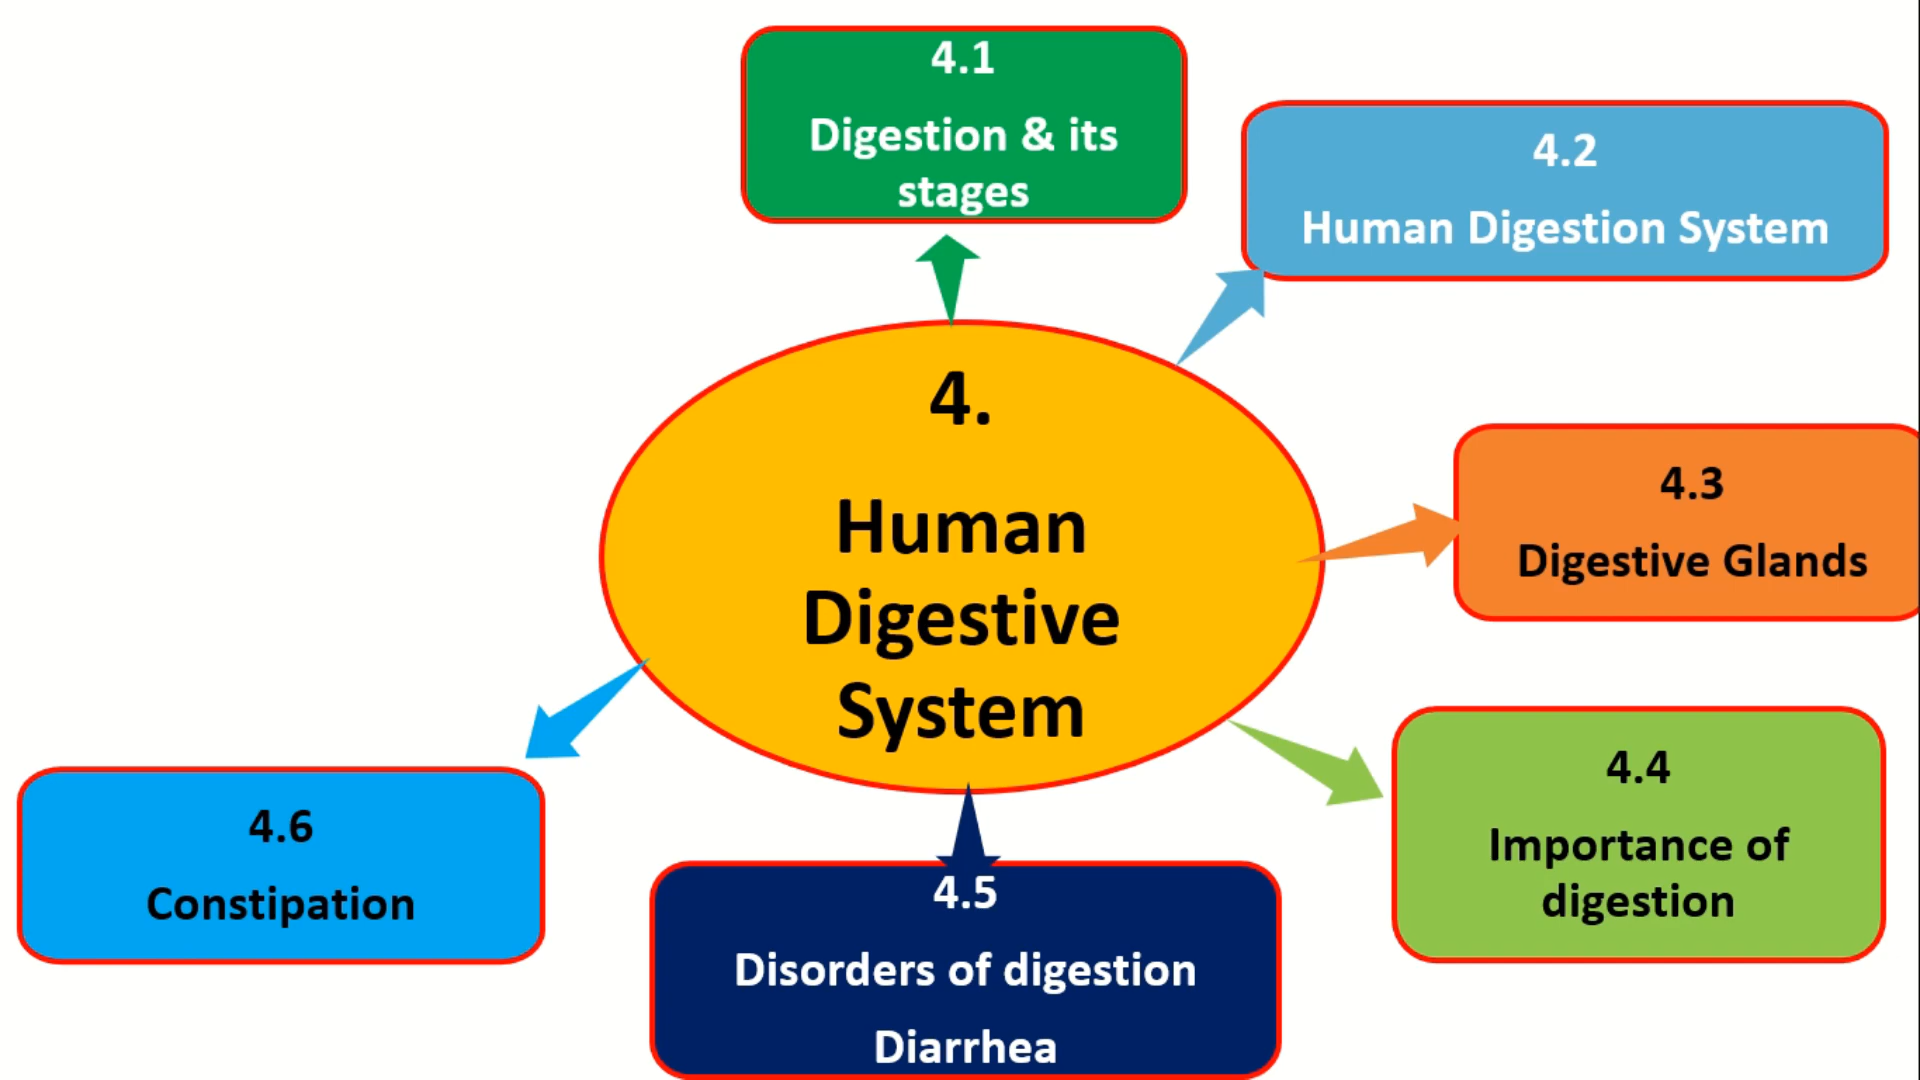 4.1
Digestion & its
stages
4.2
Human Digestion System
4.
Human
Digestive
System
4.3
Digestive Glands
4.4
Importance of
digestion
4.5
Disorders of digestion
Diarrhea
4.6
Constipation